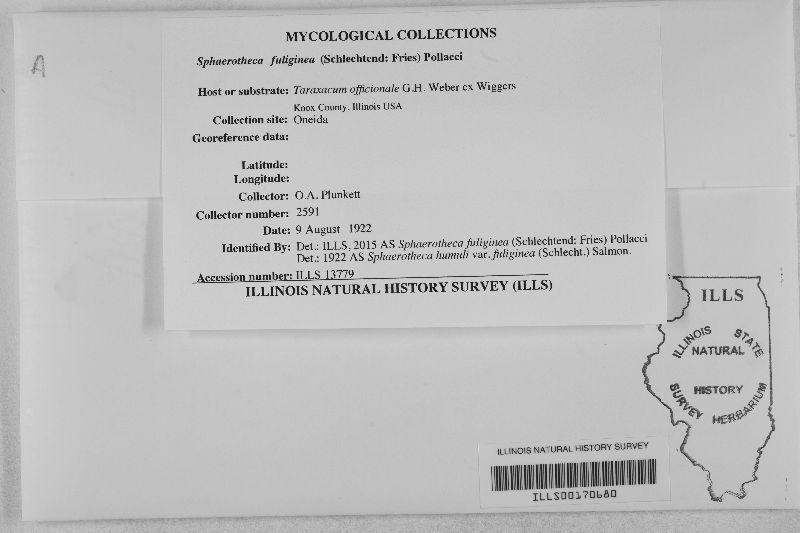 A
MYCOLOGICAL COLLECTIONS
Sphaerotheca fuliginea (Schlechtend: Fries) Pollacci
Host or substrate: Taraxacum officionale G.H. Weber ex Wiggers
Knox County, Illinois USA
Collection site: Oneida
Georeference data:
Latitude:
Longitude:
Collector: O.A. Plunkett
Collector number: 2591
Date: 9 August 1922
Identified By: Det.: ILLS, 2015 AS Sphaerotheca fuliginea (Schlechtend: Fries) Pollacci
Det.: 1922 AS Sphaerotheca humuli var. fuliginea (Schlecht.) Salmon.
Accession number: ILLS 13779
ILLINOIS NATURAL HISTORY SURVEY (ILLS)
ILLS
ILLINOIS STATE
NATURAL
HISTORY
SURVEY HERBARIUM
ILLINOIS NATURAL HISTORY SURVEY
ILLS00170680